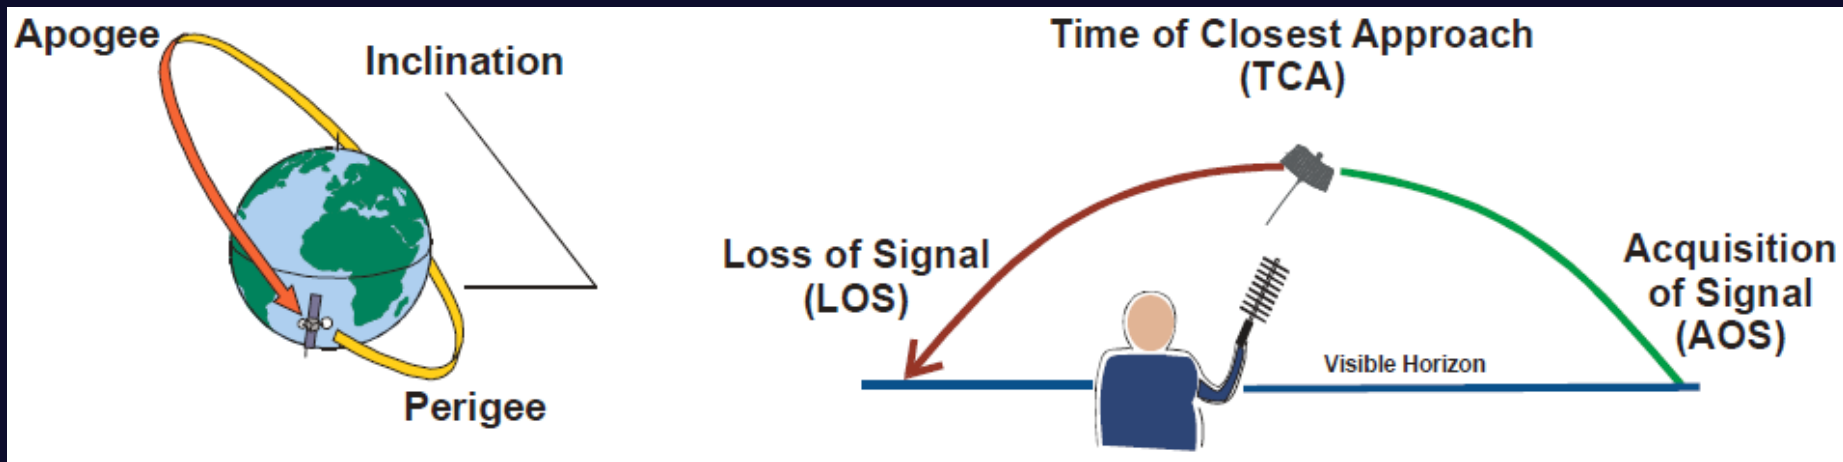 Apogee
Inclination
Perigee
Time of Closest Approach
(TCA)
Loss of Signal
(LOS)
Acquisition
of Signal
(AOS)
Visible Horizon